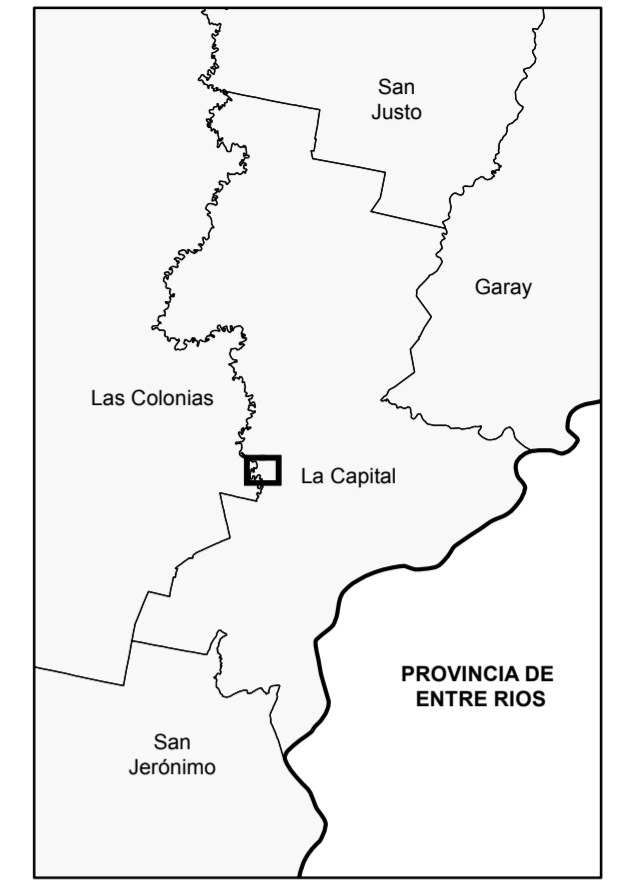 San
Justo
Garay
Las Colonias
La Capital
PROVINCIA DE
ENTRE RIOS
San
Jerónimo